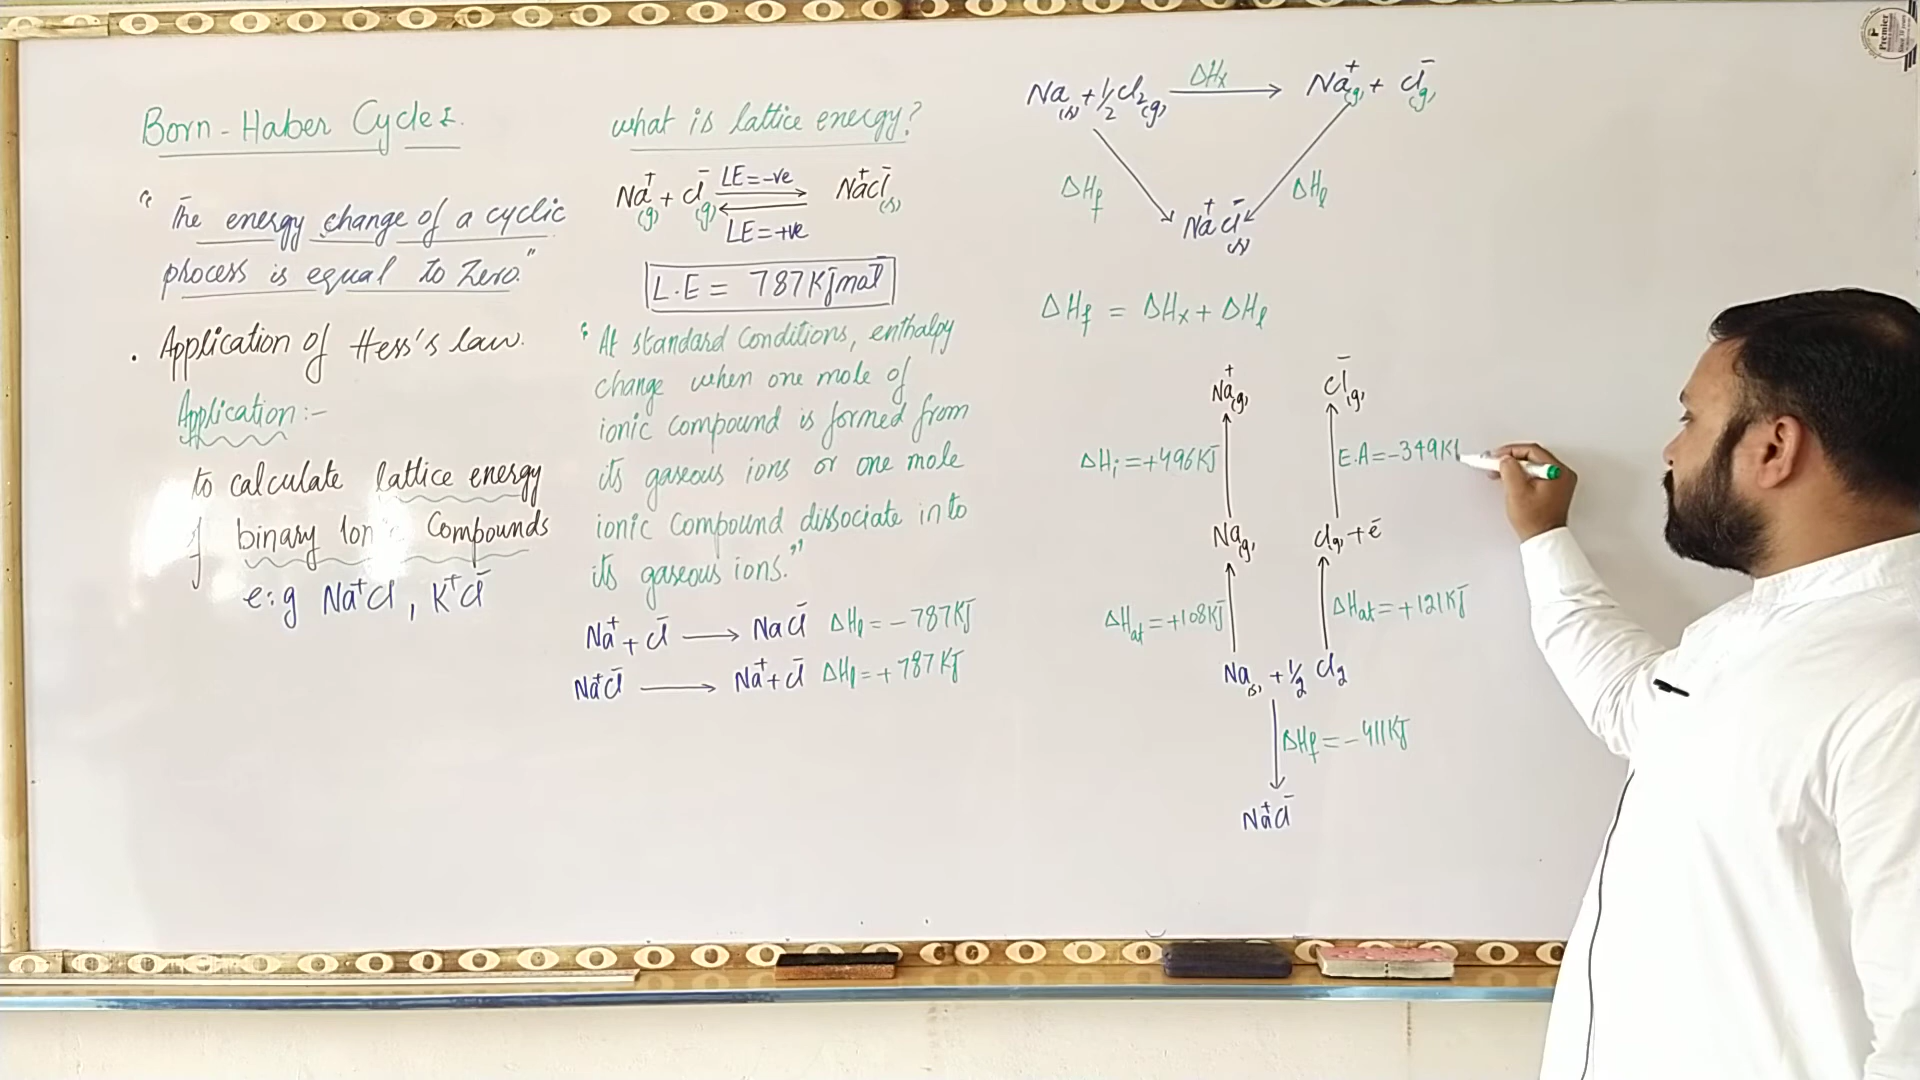 Born-Haber Cycle:
"The energy change of a cyclic
process is equal to Zero."
. Application of Hess's law.
Application:-
to calculate lattice energy
of binary Ionic Compounds
e.g Na⁺Cl, K⁺Cl⁻
what is lattice energy?
Na⁺(g) + Cl⁻(g) ⇌ Na⁺Cl⁻(s)
LE=-ve
LE=+ve
L.E = 787KJmol⁻
"At standard Conditions, enthalpy
change when one mole of
ionic compound is formed from
its gaseous ions or one mole
ionic compound dissociate in to
its gaseous ions."
Na⁺ + Cl⁻ → NaCl⁻ ΔHl = -787KJ
Na⁺Cl⁻ → Na⁺ + Cl⁻ ΔHl = +787KJ
Na(s) + ½Cl₂(g) → Na⁺(g) + Cl⁻(g)
ΔHx
ΔHf
ΔHl
Na⁺Cl⁻(s)
ΔHf = ΔHx + ΔHl
Na⁺(g) Cl⁻(g)
ΔHi = +496KJ E.A = -349K
Na(g) Cl(g) + e⁻
ΔHat = +108KJ ΔHat = +121KJ
Na(s) + ½ Cl₂
ΔHf = -411KJ
Na⁺Cl⁻
Premier